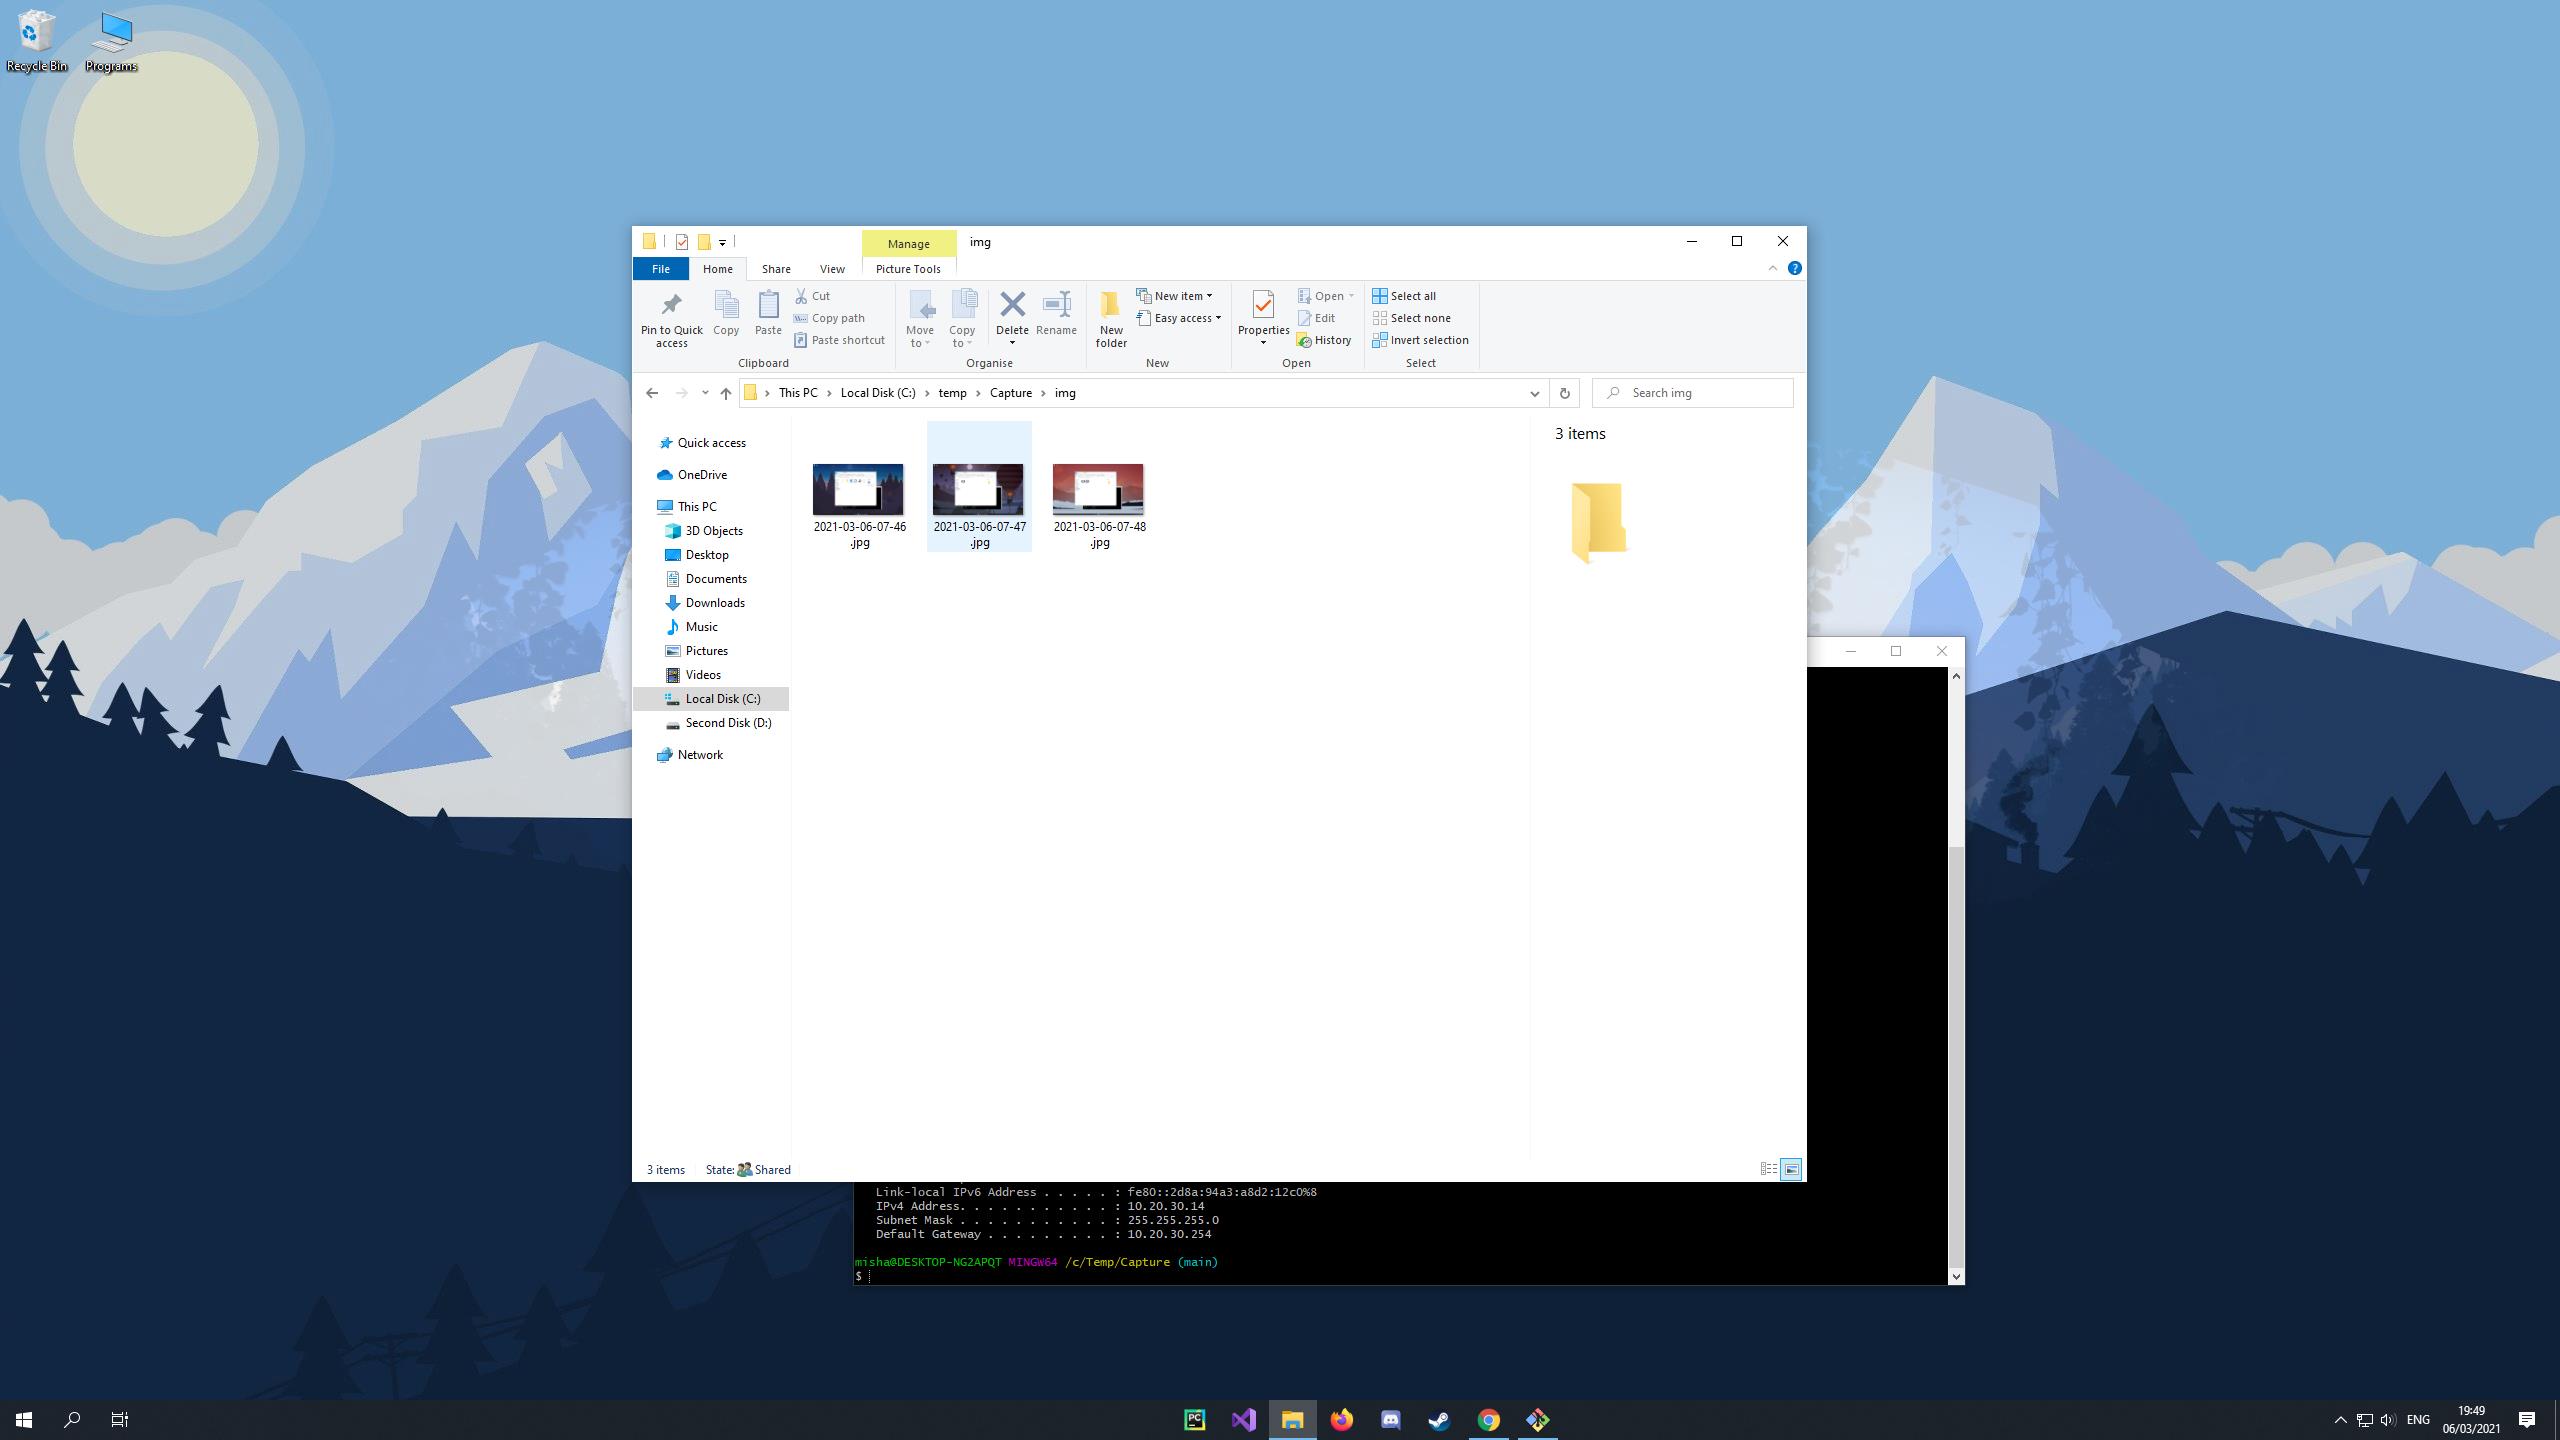 Recycle Bin
Programs
Manage
img
File
Home
Share
View
Picture Tools
Pin to Quick access
Copy
Paste
Cut
Copy path
Paste shortcut
Clipboard
Move to
Copy to
Delete
Rename
Organise
New folder
New item
Easy access
New
Properties
Open
Edit
History
Open
Select all
Select none
Invert selection
Select
This PC
Local Disk (C:)
temp
Capture
img
Search img
Quick access
OneDrive
This PC
3D Objects
Desktop
Documents
Downloads
Music
Pictures
Videos
Local Disk (C:)
Second Disk (D:)
Network
2021-03-06-07-46
.jpg
2021-03-06-07-47
.jpg
2021-03-06-07-48
.jpg
3 items
3 items
State: Shared
Link-local IPv6 Address . . . . . : fe80::2d8a:94a3:a8d2:12c0%8
IPv4 Address. . . . . . . . . . . : 10.20.30.14
Subnet Mask . . . . . . . . . . . : 255.255.255.0
Default Gateway . . . . . . . . . : 10.20.30.254
misha@DESKTOP-NG2APQT MINGW64 /c/Temp/Capture (main)
$
PC
ENG
19:49
06/03/2021